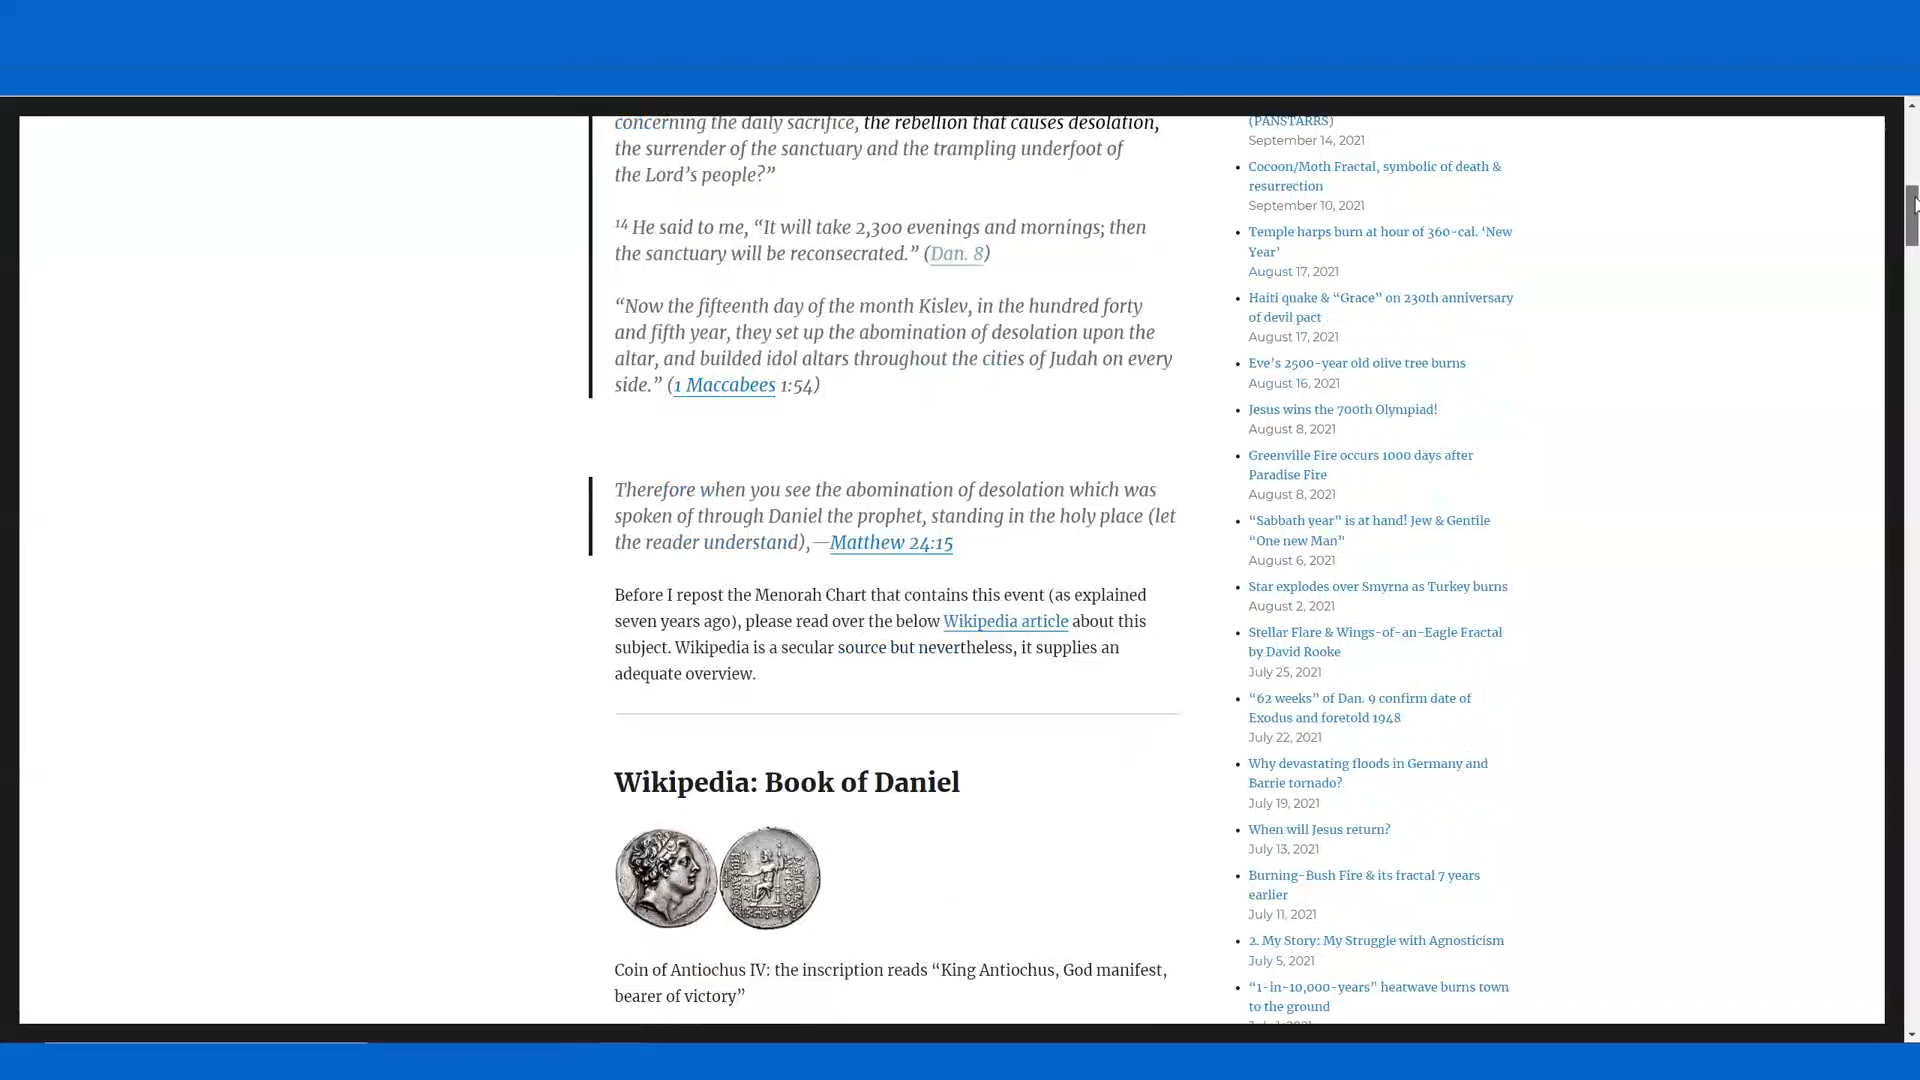 concerning the daily sacrifice, the rebellion that causes desolation,
the surrender of the sanctuary and the trampling underfoot of
the Lord’s people?”
14 He said to me, “It will take 2,300 evenings and mornings; then
the sanctuary will be reconsecrated.” (Dan. 8)
“Now the fifteenth day of the month Kislev, in the hundred forty
and fifth year, they set up the abomination of desolation upon the
altar, and builded idol altars throughout the cities of Judah on every
side.” (1 Maccabees 1:54)
Therefore when you see the abomination of desolation which was
spoken of through Daniel the prophet, standing in the holy place (let
the reader understand),—Matthew 24:15
Before I repost the Menorah Chart that contains this event (as explained
seven years ago), please read over the below Wikipedia article about this
subject. Wikipedia is a secular source but nevertheless, it supplies an
adequate overview.
Wikipedia: Book of Daniel
Coin of Antiochus IV: the inscription reads “King Antiochus, God manifest,
bearer of victory”
(PANSTARRS)
September 14, 2021
Cocoon/Moth Fractal, symbolic of death &
resurrection
September 10, 2021
Temple harps burn at hour of 360-cal. ‘New
Year’
August 17, 2021
Haiti quake & “Grace” on 230th anniversary
of devil pact
August 17, 2021
Eve’s 2500-year old olive tree burns
August 16, 2021
Jesus wins the 700th Olympiad!
August 8, 2021
Greenville Fire occurs 1000 days after
Paradise Fire
August 8, 2021
“Sabbath year” is at hand! Jew & Gentile
“One new Man”
August 6, 2021
Star explodes over Smyrna as Turkey burns
August 2, 2021
Stellar Flare & Wings-of-an-Eagle Fractal
by David Rooke
July 25, 2021
“62 weeks” of Dan. 9 confirm date of
Exodus and foretold 1948
July 22, 2021
Why devastating floods in Germany and
Barrie tornado?
July 19, 2021
When will Jesus return?
July 13, 2021
Burning-Bush Fire & its fractal 7 years
earlier
July 11, 2021
2. My Story: My Struggle with Agnosticism
July 5, 2021
“1-in-10,000-years” heatwave burns town
to the ground